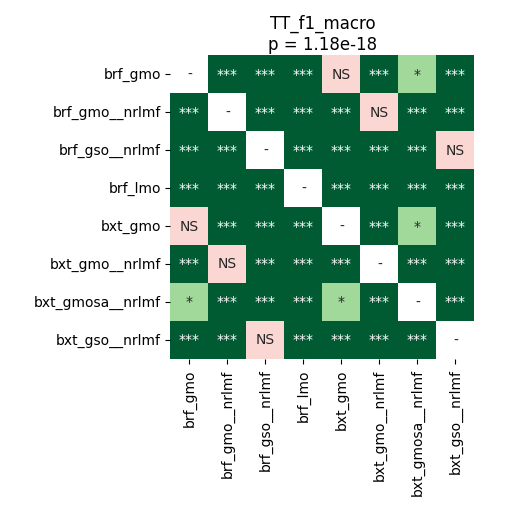 TT_f1_macro
p = 1.18e-18
brf_gmo - *** *** *** NS *** * ***
brf_gmo__nrlmf *** - *** *** *** NS *** ***
brf_gso__nrlmf *** *** - *** *** *** *** NS
brf_lmo *** *** *** - *** *** *** ***
bxt_gmo NS *** *** *** - *** * ***
bxt_gmo__nrlmf *** NS *** *** *** - *** ***
bxt_gmosa__nrlmf * *** *** *** * *** - ***
bxt_gso__nrlmf *** *** NS *** *** *** *** -
brf_gmo
brf_gmo__nrlmf
brf_gso__nrlmf
brf_lmo
bxt_gmo
bxt_gmo__nrlmf
bxt_gmosa__nrlmf
bxt_gso__nrlmf